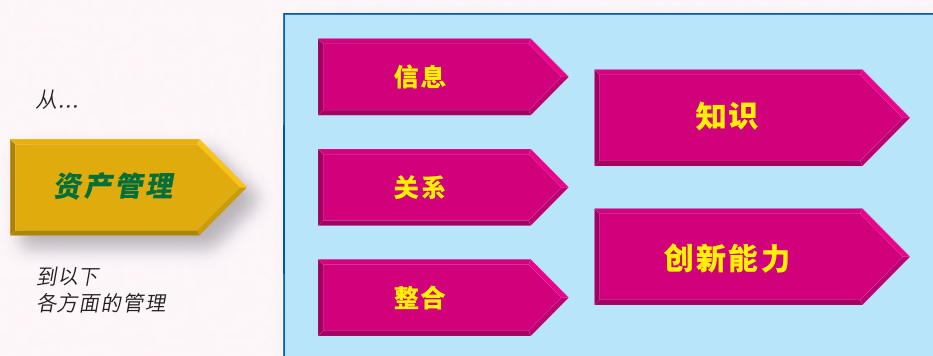 从...
资产管理
到以下
各方面的管理
信息
关系
整合
知识
创新能力